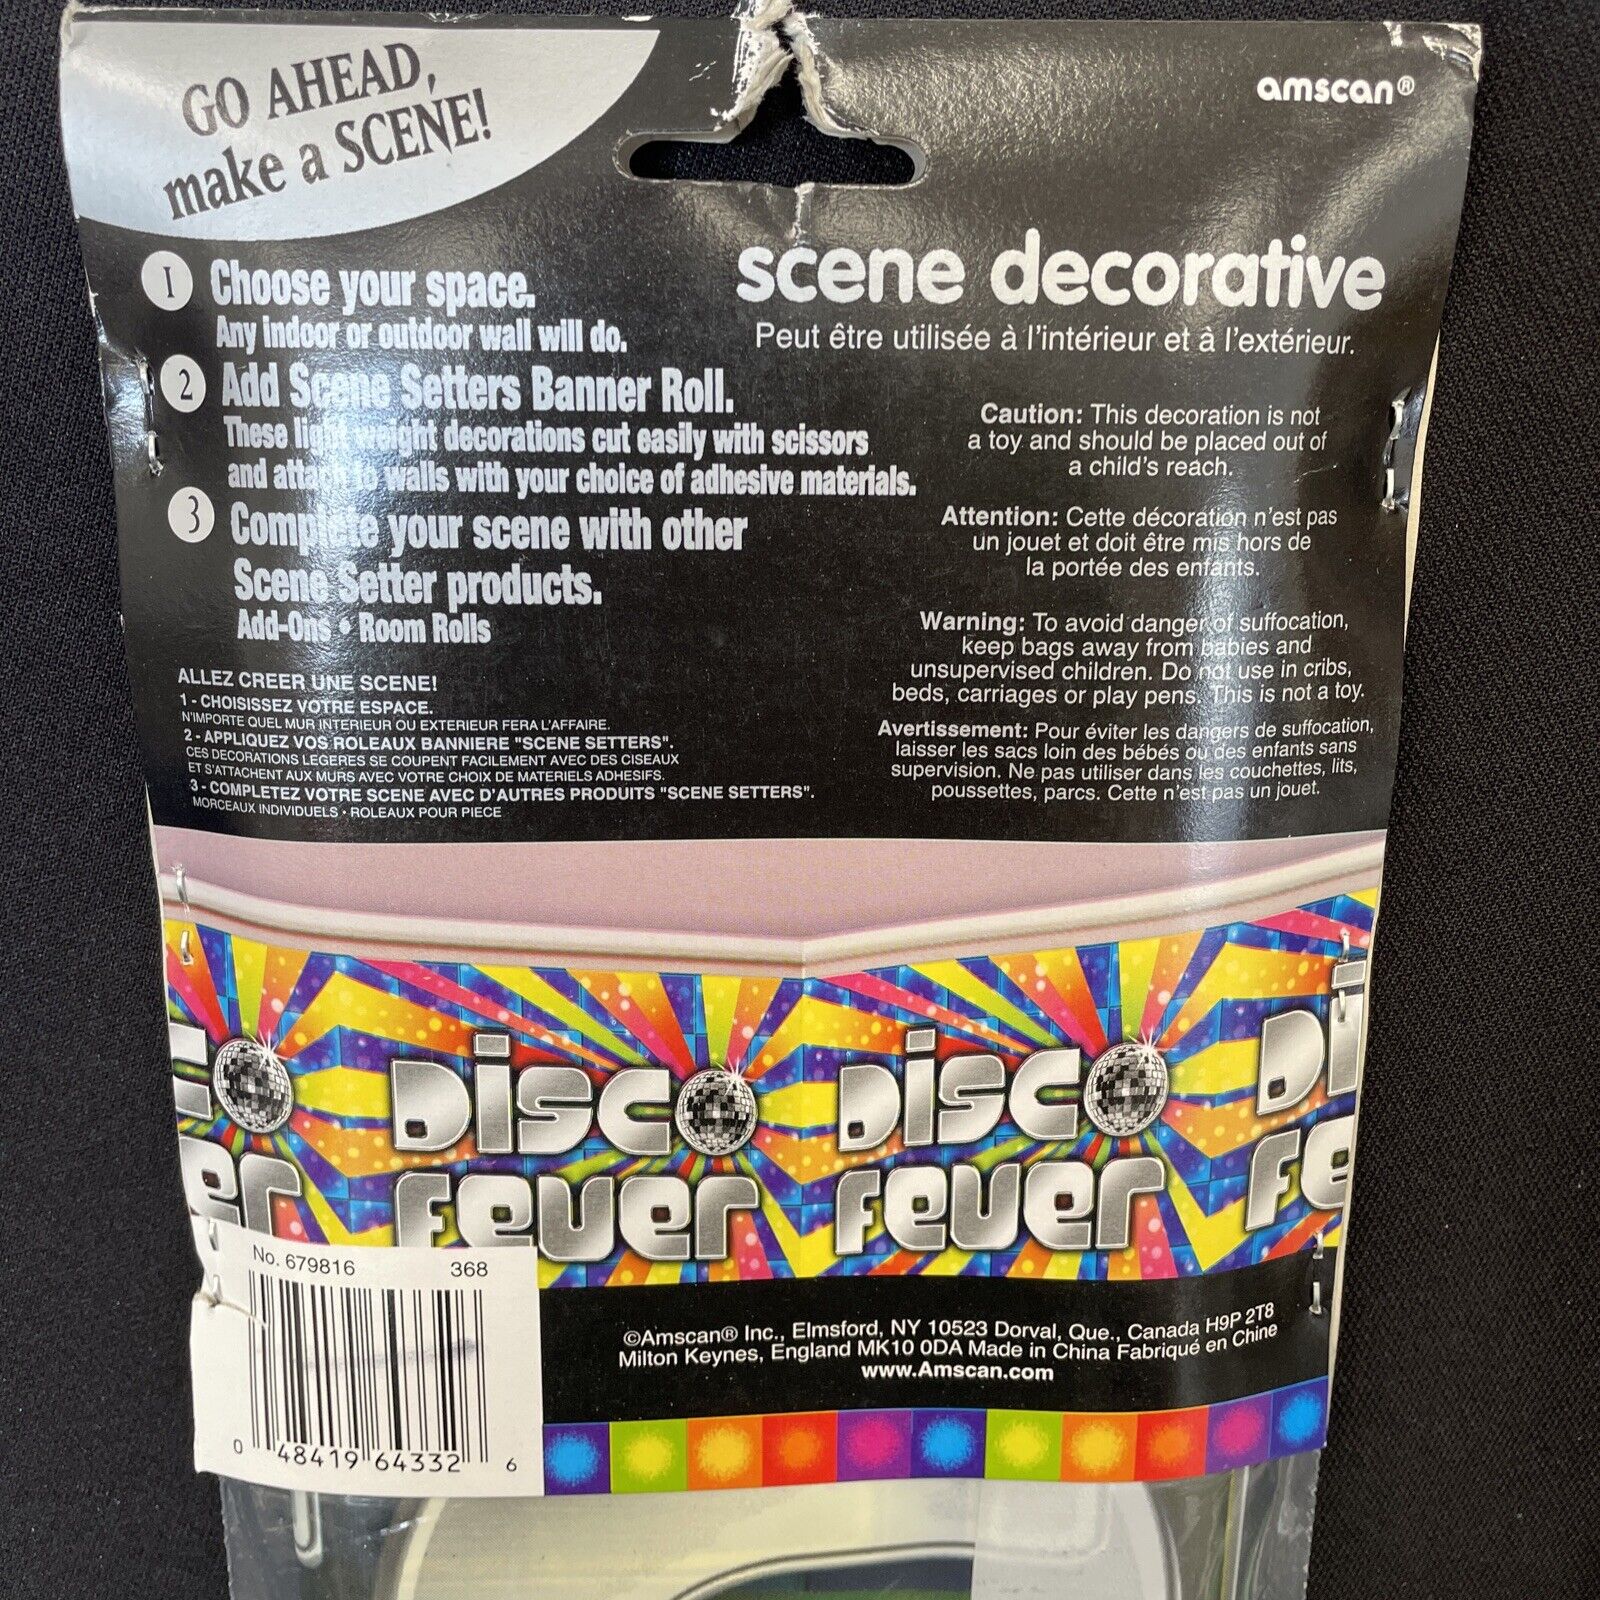 GO AHEAD,
make a SCENE!
amscan®
1 Choose your space.
Any indoor or outdoor wall will do.
2 Add Scene Setters Banner Roll.
These light weight decorations cut easily with scissors
and attach to walls with your choice of adhesive materials.
3 Complete your scene with other
Scene Setter products.
Add-Ons • Room Rolls
ALLEZ CREER UNE SCENE!
1 - CHOISISSEZ VOTRE ESPACE.
N'IMPORTE QUEL MUR INTERIEUR OU EXTERIEUR FERA L'AFFAIRE.
2 - APPLIQUEZ VOS ROLEAUX BANNIERE "SCENE SETTERS".
CES DECORATIONS LEGERES SE COUPENT FACILEMENT AVEC DES CISEAUX
ET S'ATTACHENT AUX MURS AVEC VOTRE CHOIX DE MATERIELS ADHESIFS.
3 - COMPLETEZ VOTRE SCENE AVEC D'AUTRES PRODUITS "SCENE SETTERS".
MORCEAUX INDIVIDUELS • ROLEAUX POUR PIECE
scene decorative
Peut être utilisée à l'intérieur et à l'extérieur.
Caution: This decoration is not
a toy and should be placed out of
a child's reach.
Attention: Cette décoration n'est pas
un jouet et doit être mis hors de
la portée des enfants.
Warning: To avoid danger of suffocation,
keep bags away from babies and
unsupervised children. Do not use in cribs,
beds, carriages or play pens. This is not a toy.
Avertissement: Pour éviter les dangers de suffocation,
laisser les sacs loin des bébés ou des enfants sans
supervision. Ne pas utiliser dans les couchettes, lits,
poussettes, parcs. Cette n'est pas un jouet.
co Disco Disco Di
er fever fever fe
No. 679816 368
0 48419 64332 6
©Amscan® Inc., Elmsford, NY 10523 Dorval, Que., Canada H9P 2T8
Milton Keynes, England MK10 0DA Made in China Fabriqué en Chine
www.Amscan.com